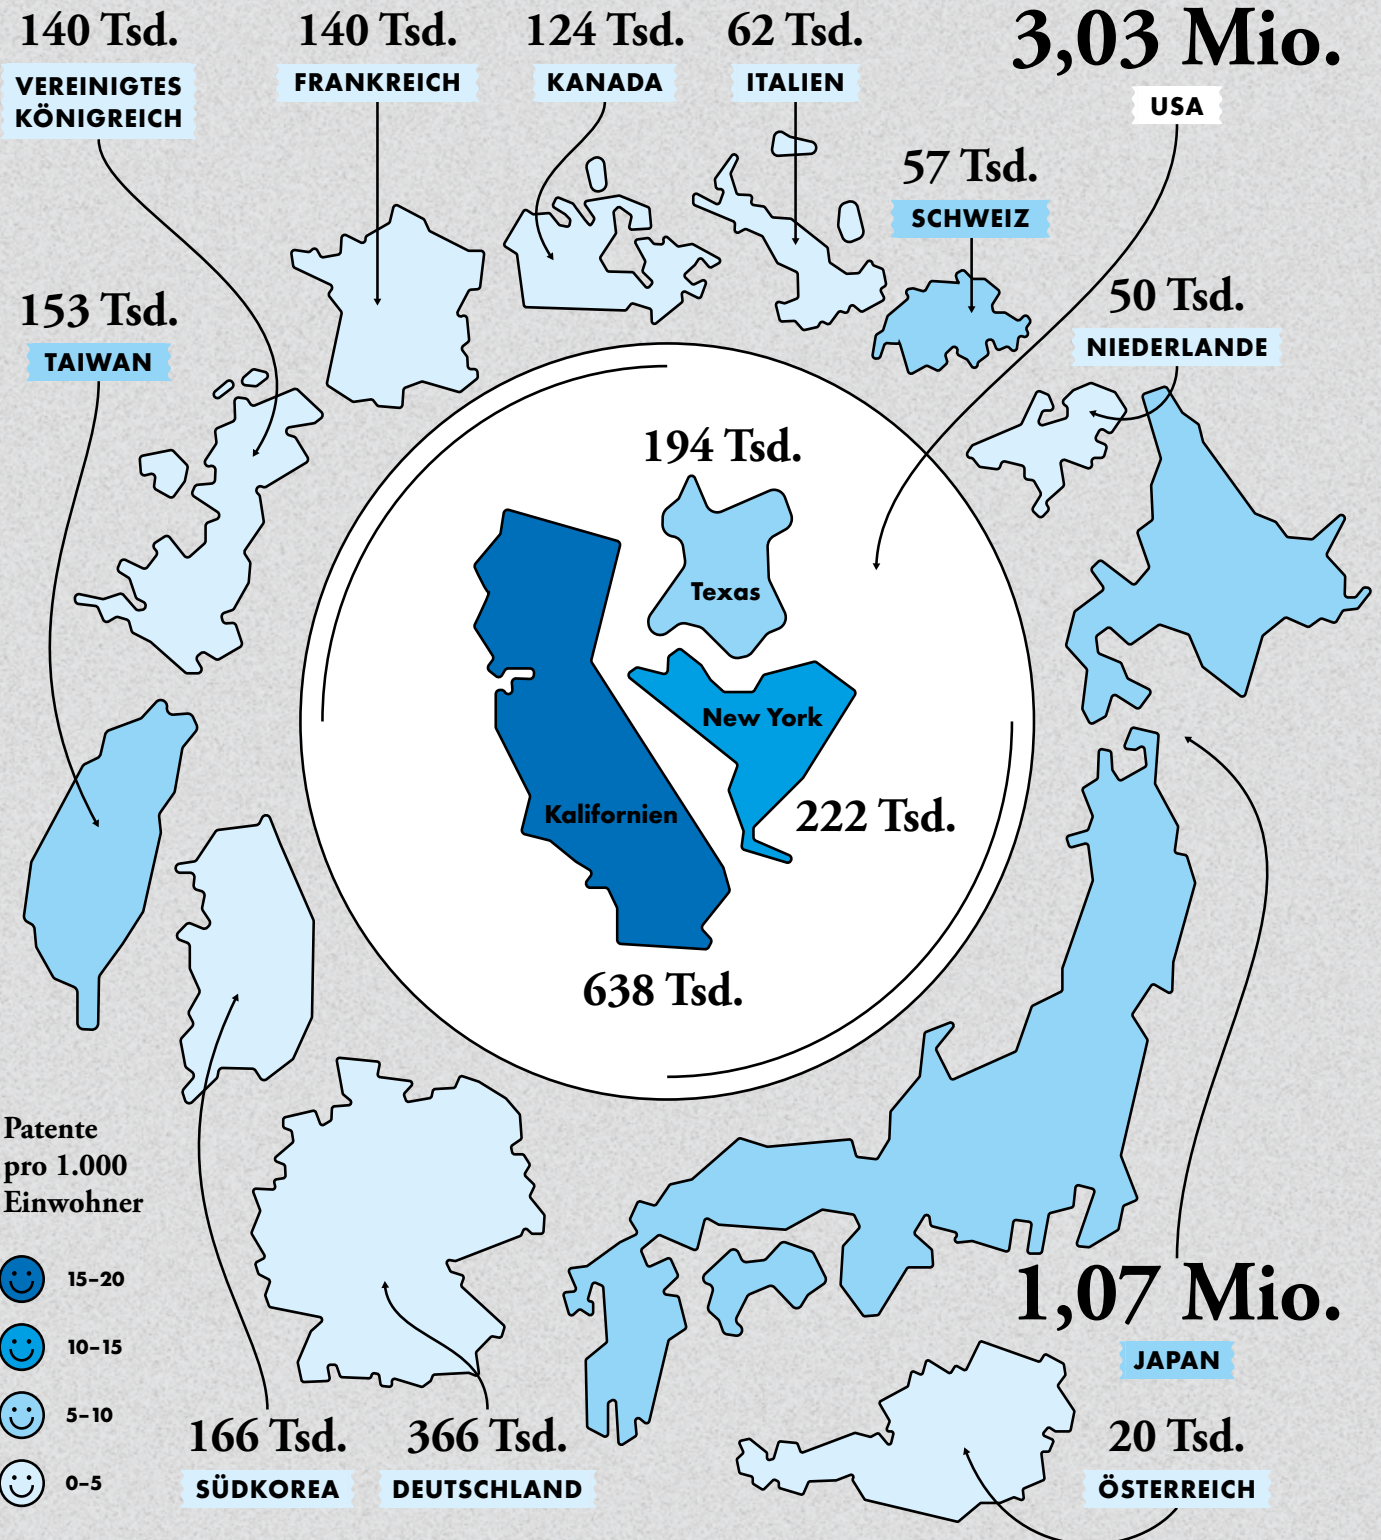 140 Tsd.
VEREINIGTES
KÖNIGREICH
140 Tsd.
FRANKREICH
124 Tsd.
KANADA
62 Tsd.
ITALIEN
3,03 Mio.
USA
57 Tsd.
SCHWEIZ
50 Tsd.
NIEDERLANDE
153 Tsd.
TAIWAN
194 Tsd.
Texas
New York
222 Tsd.
Kalifornien
638 Tsd.
Patente
pro 1.000
Einwohner
15–20
10–15
5–10
0–5
166 Tsd.
SÜDKOREA
366 Tsd.
DEUTSCHLAND
1,07 Mio.
JAPAN
20 Tsd.
ÖSTERREICH